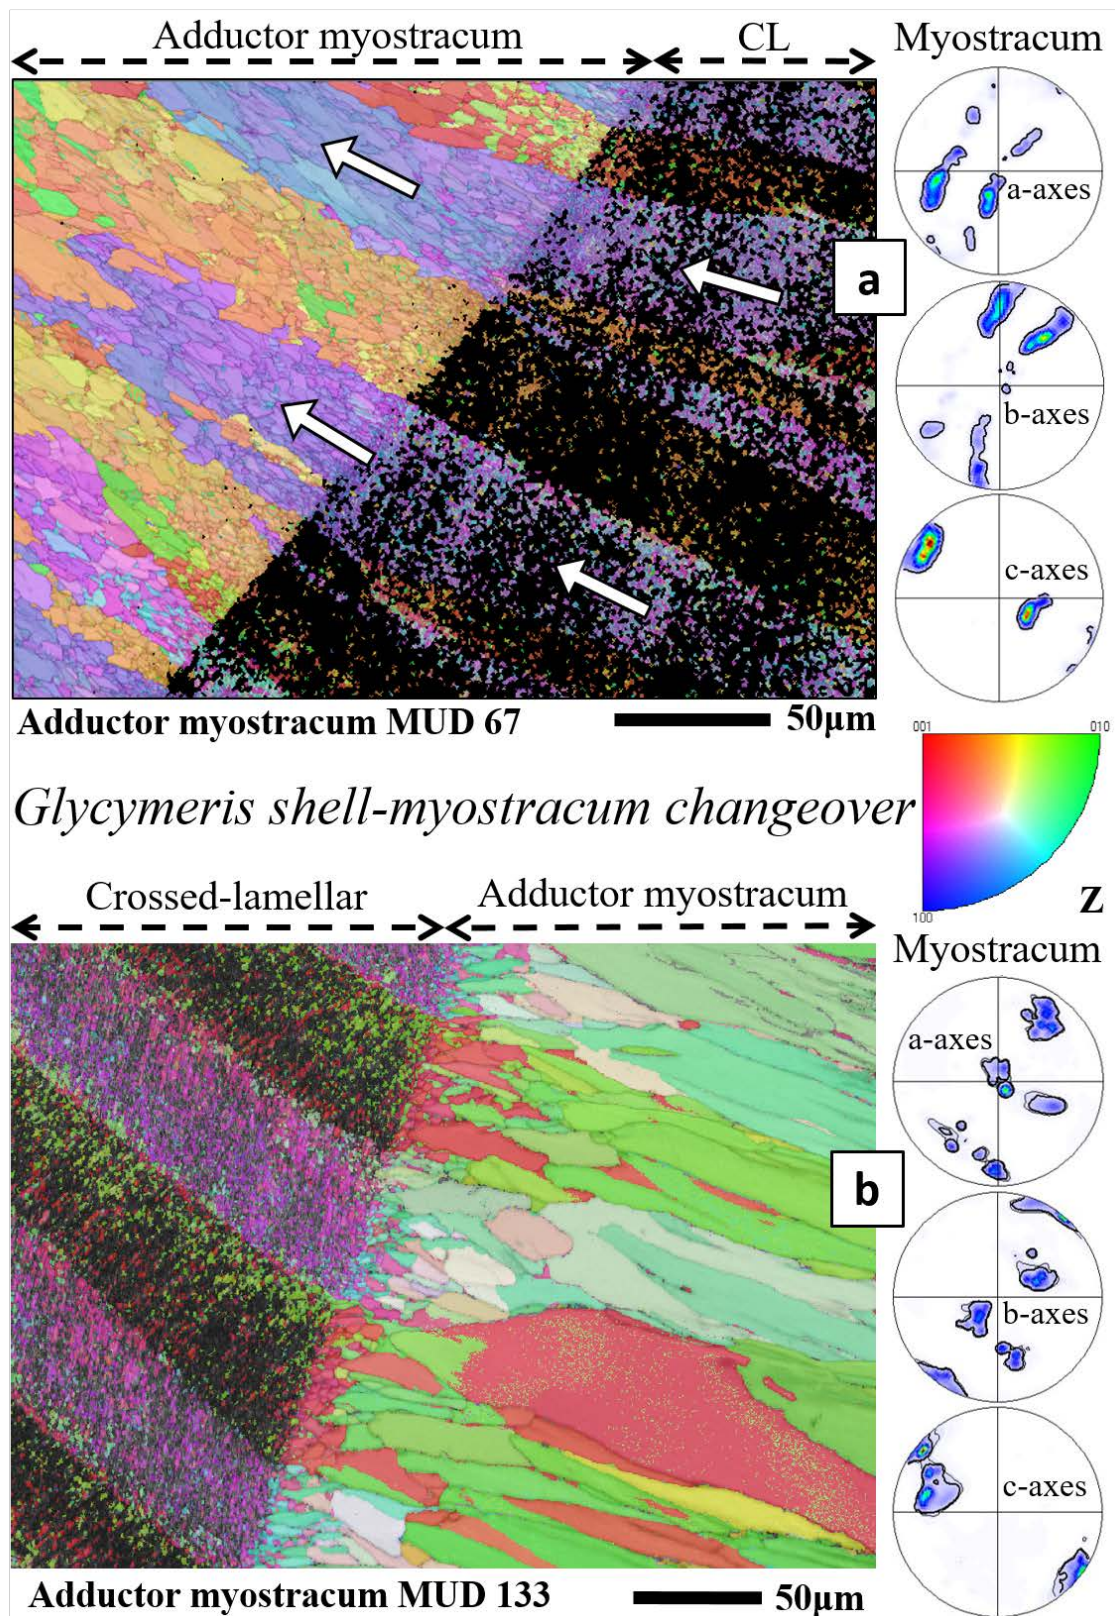 Adductor myostracum CL Myostracum
a-axes
a
b-axes
c-axes
Adductor myostracum MUD 67 50μm
001 010
Glycymeris shell-myostracum changeover
100 Z
Crossed-lamellar Adductor myostracum
Myostracum
a-axes
b
b-axes
c-axes
Adductor myostracum MUD 133 50μm